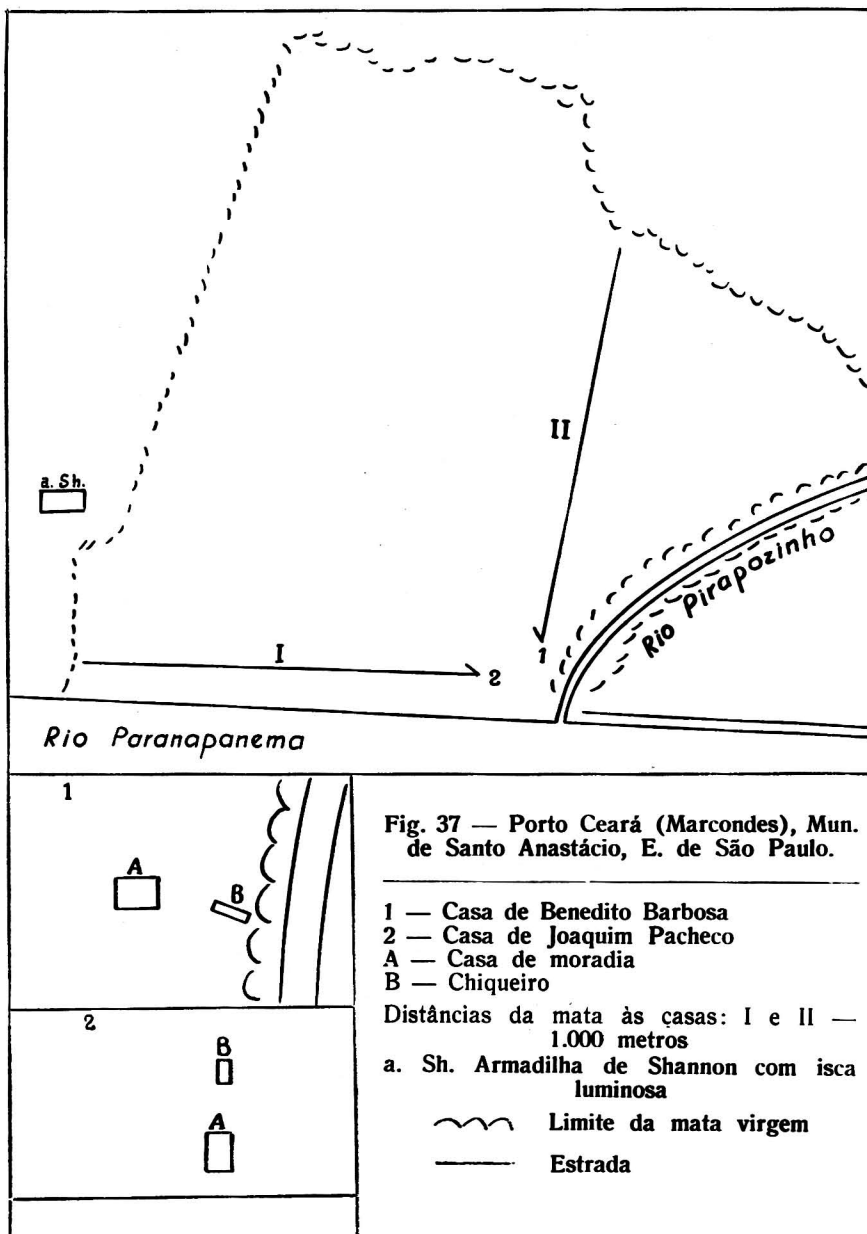 a. Sh.
II
I
1
2
Rio Pirapozinho
Rio Paranapanema
1
A
B
2
B
A
Fig. 37 — Porto Ceará (Marcondes), Mun.
de Santo Anastácio, E. de São Paulo.
1 — Casa de Benedito Barbosa
2 — Casa de Joaquim Pacheco
A — Casa de moradia
B — Chiqueiro
Distâncias da mata às casas: I e II —
1.000 metros
a. Sh. Armadilha de Shannon com isca
luminosa
Limite da mata virgem
Estrada